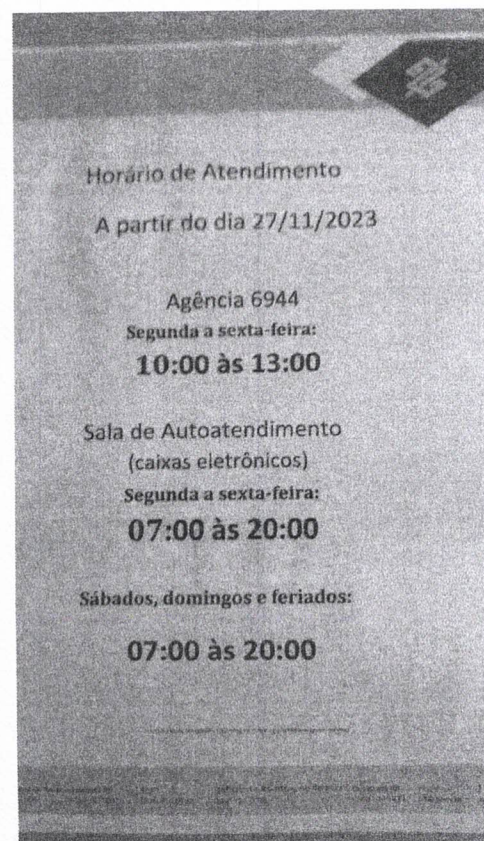 Horário de Atendimento
A partir do dia 27/11/2023
Agência 6944
Segunda a sexta-feira:
10:00 às 13:00
Sala de Autoatendimento
(caixas eletrônicos)
Segunda a sexta-feira:
07:00 às 20:00
Sábados, domingos e feriados:
07:00 às 20:00